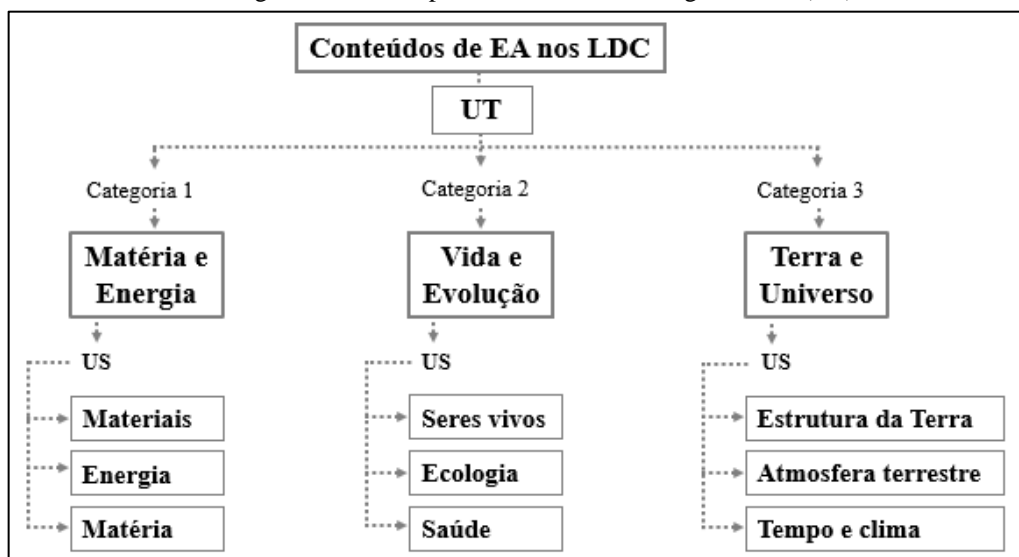 Conteúdos de EA nos LDC
UT
Categoria 1
Categoria 2
Categoria 3
Matéria e
Energia
Vida e
Evolução
Terra e
Universo
US
US
US
Materiais
Energia
Matéria
Seres vivos
Ecologia
Saúde
Estrutura da Terra
Atmosfera terrestre
Tempo e clima